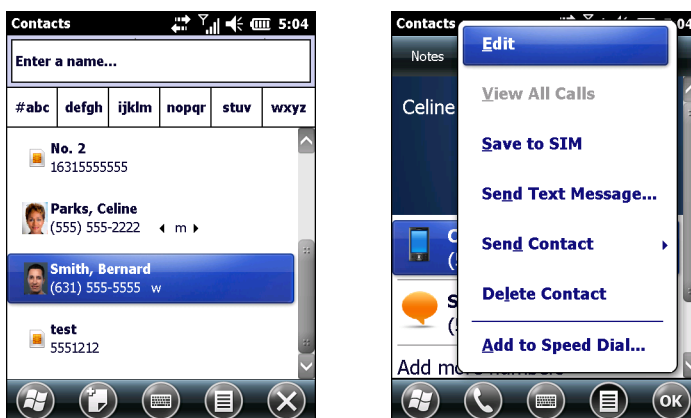 Contacts
5:04
Enter a name...
#abc defgh ijklm nopqr stuv wxyz
No. 2
16315555555
Parks, Celine
(555) 555-2222 m
Smith, Bernard
(631) 555-5555 w
test
5551212
Contacts
04
Notes
Celine
Edit
View All Calls
Save to SIM
Send Text Message...
Send Contact
Delete Contact
Add to Speed Dial...
C
(
S
(
Add mo
OK